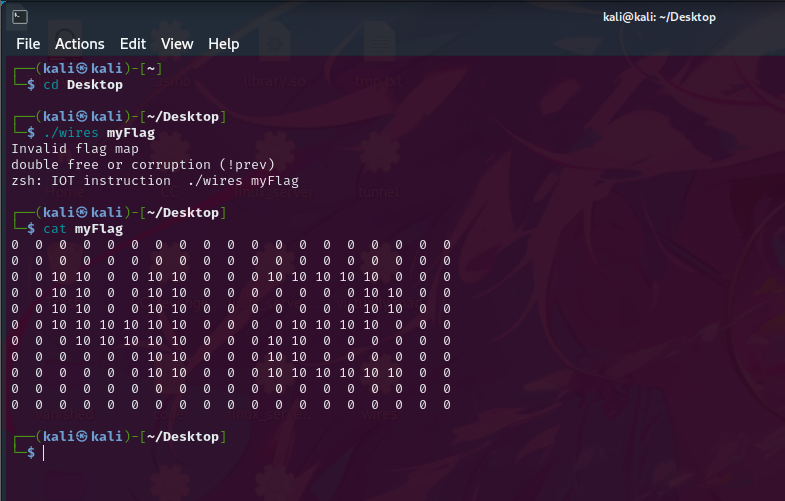 kali@kali: ~/Desktop
File Actions Edit View Help
┌──(kali㉿kali)-[~]
└─$ cd Desktop
┌──(kali㉿kali)-[~/Desktop]
└─$ ./wires myFlag
Invalid flag map
double free or corruption (!prev)
zsh: IOT instruction  ./wires myFlag
┌──(kali㉿kali)-[~/Desktop]
└─$ cat myFlag
0  0  0  0  0  0  0  0  0  0  0  0  0  0  0  0  0  0  0
0  0  0  0  0  0  0  0  0  0  0  0  0  0  0  0  0  0  0
0  0 10 10  0  0 10 10  0  0  0 10 10 10 10 10  0  0  0
0  0 10 10  0  0 10 10  0  0  0  0  0  0  0 10 10  0  0
0  0 10 10  0  0 10 10  0  0  0  0  0  0  0 10 10  0  0
0  0 10 10 10 10 10 10  0  0  0  0 10 10 10 10  0  0  0
0  0  0 10 10 10 10 10  0  0  0 10 10  0  0  0  0  0  0
0  0  0  0  0  0 10 10  0  0  0 10 10  0  0  0  0  0  0
0  0  0  0  0  0 10 10  0  0  0 10 10 10 10 10 10  0  0
0  0  0  0  0  0  0  0  0  0  0  0  0  0  0  0  0  0  0
0  0  0  0  0  0  0  0  0  0  0  0  0  0  0  0  0  0  0
┌──(kali㉿kali)-[~/Desktop]
└─$
library.so
tunnel